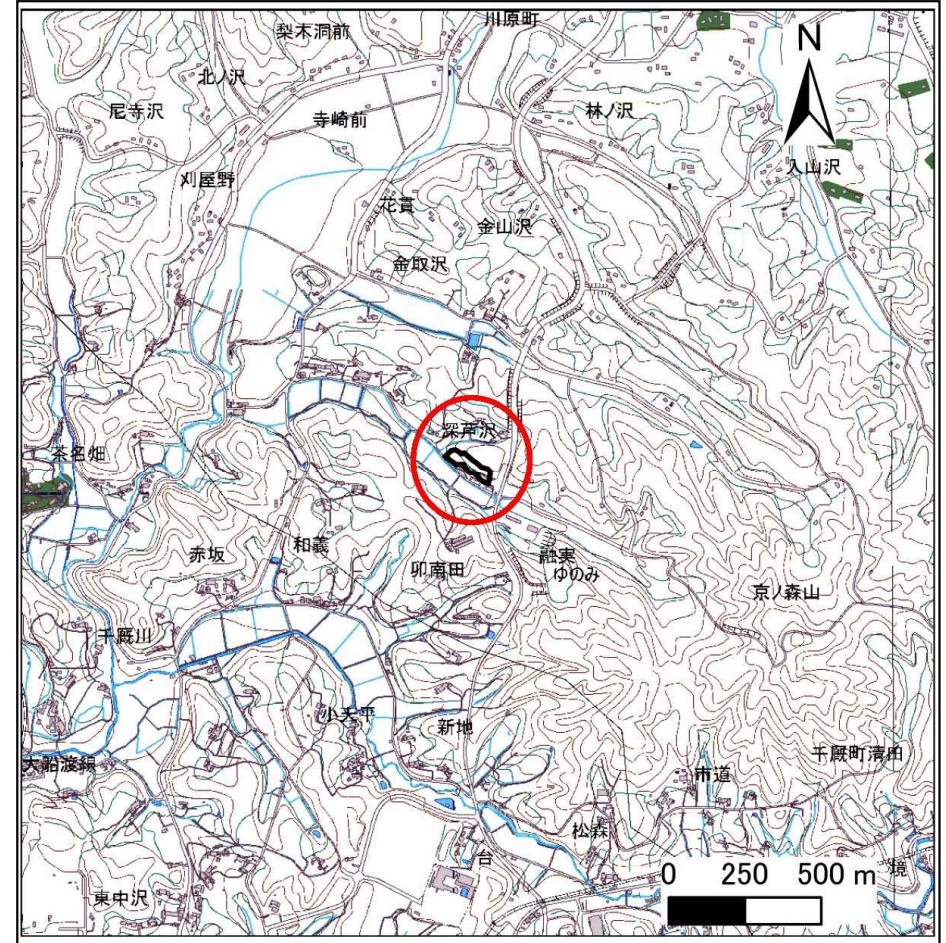 川原町
梨木洞前
N
北ノ沢
尼寺沢
寺崎前
林ノ沢
入山沢
刈屋野
花貫
金山沢
金取沢
深芦沢
茶名畑
赤坂
和義
卯南田
融実
ゆのみ
京ノ森山
千厩川
小天平
新地
千厩町清田
大船渡線
市道
松森
台
境
0 250 500 m
東中沢